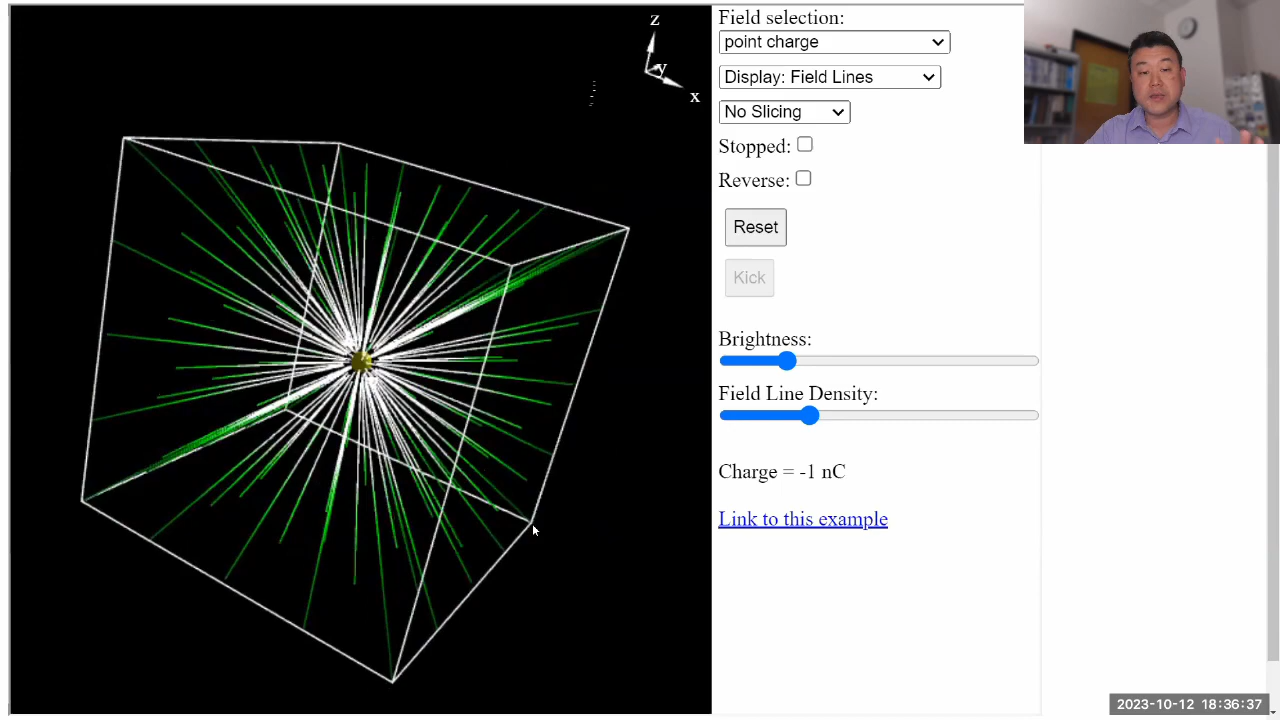 z
y
x
Field selection:
point charge
Display: Field Lines
No Slicing
Stopped:
Reverse:
Reset
Kick
Brightness:
Field Line Density:
Charge = -1 nC
Link to this example
2023-10-12 18:36:37